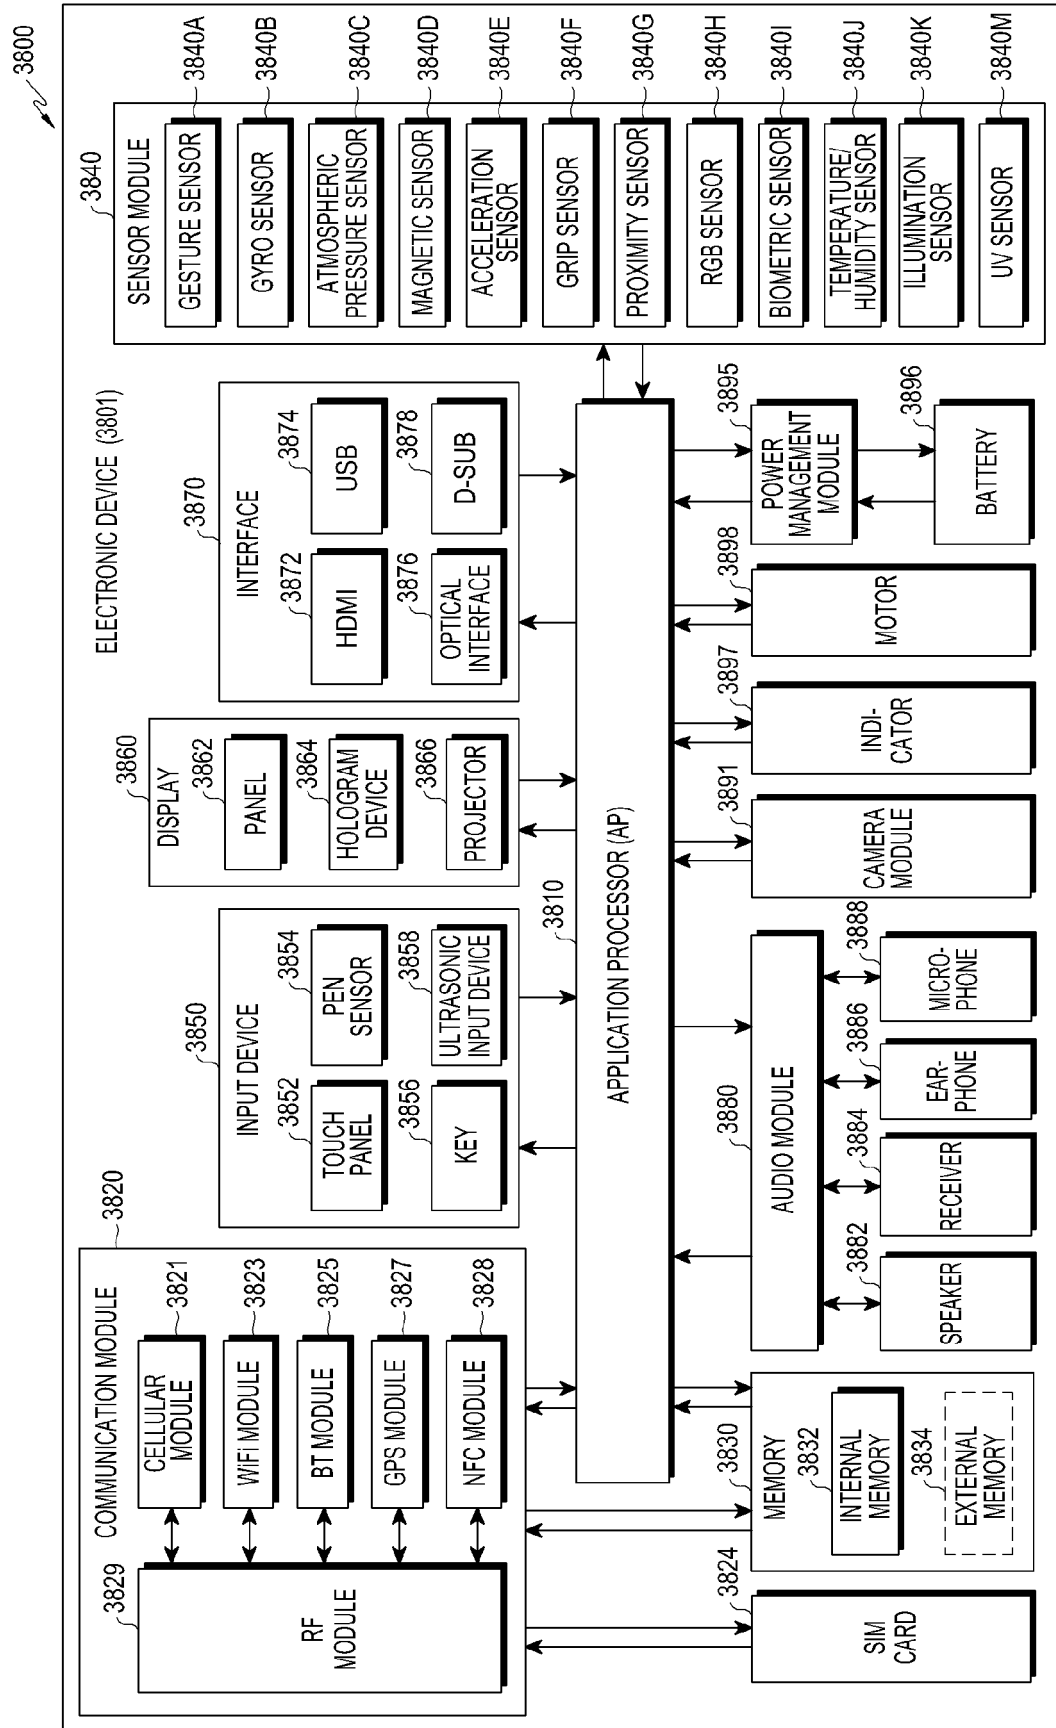 3800
ELECTRONIC DEVICE (3801)
3820
COMMUNICATION MODULE
3829
RF
MODULE
CELLULAR
MODULE
3821
WiFi MODULE
3823
BT MODULE
3825
GPS MODULE
3827
NFC MODULE
3828
3850
INPUT DEVICE
3852
TOUCH
PANEL
3854
PEN
SENSOR
3856
KEY
3858
ULTRASONIC
INPUT DEVICE
3860
DISPLAY
3862
PANEL
3864
HOLOGRAM
DEVICE
3866
PROJECTOR
3870
INTERFACE
3872
HDMI
3874
USB
3876
OPTICAL
INTERFACE
3878
D-SUB
3840
SENSOR MODULE
GESTURE SENSOR
3840A
GYRO SENSOR
3840B
ATMOSPHERIC
PRESSURE SENSOR
3840C
MAGNETIC SENSOR
3840D
ACCELERATION
SENSOR
3840E
GRIP SENSOR
3840F
PROXIMITY SENSOR
3840G
RGB SENSOR
3840H
BIOMETRIC SENSOR
3840I
TEMPERATURE/
HUMIDITY SENSOR
3840J
ILLUMINATION
SENSOR
3840K
UV SENSOR
3840M
3810
APPLICATION PROCESSOR (AP)
3824
SIM
CARD
3830
MEMORY
3832
INTERNAL
MEMORY
3834
EXTERNAL
MEMORY
3880
AUDIO MODULE
3882
SPEAKER
3884
RECEIVER
3886
EAR-
PHONE
3888
MICRO-
PHONE
3891
CAMERA
MODULE
3897
INDI-
CATOR
3898
MOTOR
3895
POWER
MANAGEMENT
MODULE
3896
BATTERY